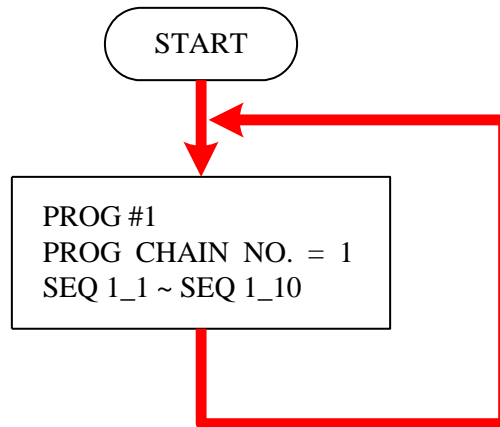 START
PROG #1
PROG CHAIN NO. = 1
SEQ 1_1 ~ SEQ 1_10